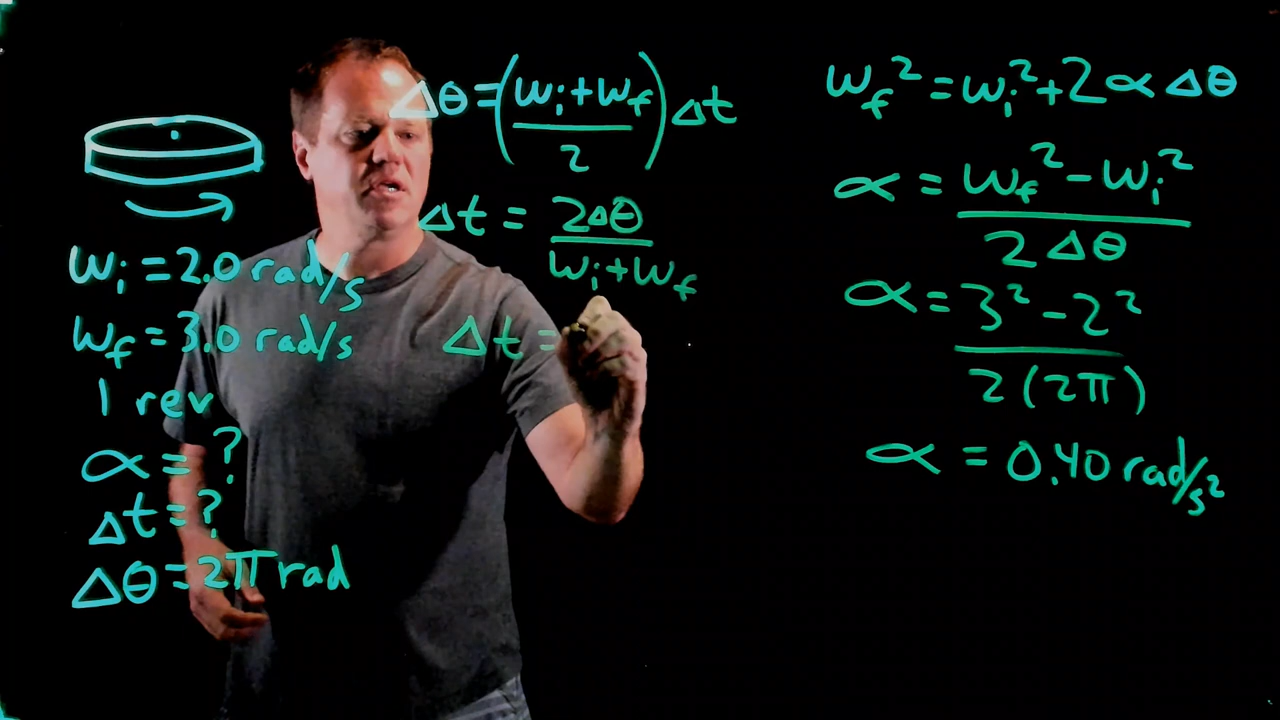 ωi = 2.0 rad/s
ωf = 3.0 rad/s
1 rev
α = ?
Δt = ?
Δθ = 2π rad
Δθ = ((ωi + ωf)/2) Δt
Δt = 2Δθ/(ωi + ωf)
Δt =
ωf² = ωi² + 2αΔθ
α = (ωf² - ωi²)/(2Δθ)
α = (3² - 2²)/(2(2π))
α = 0.40 rad/s²